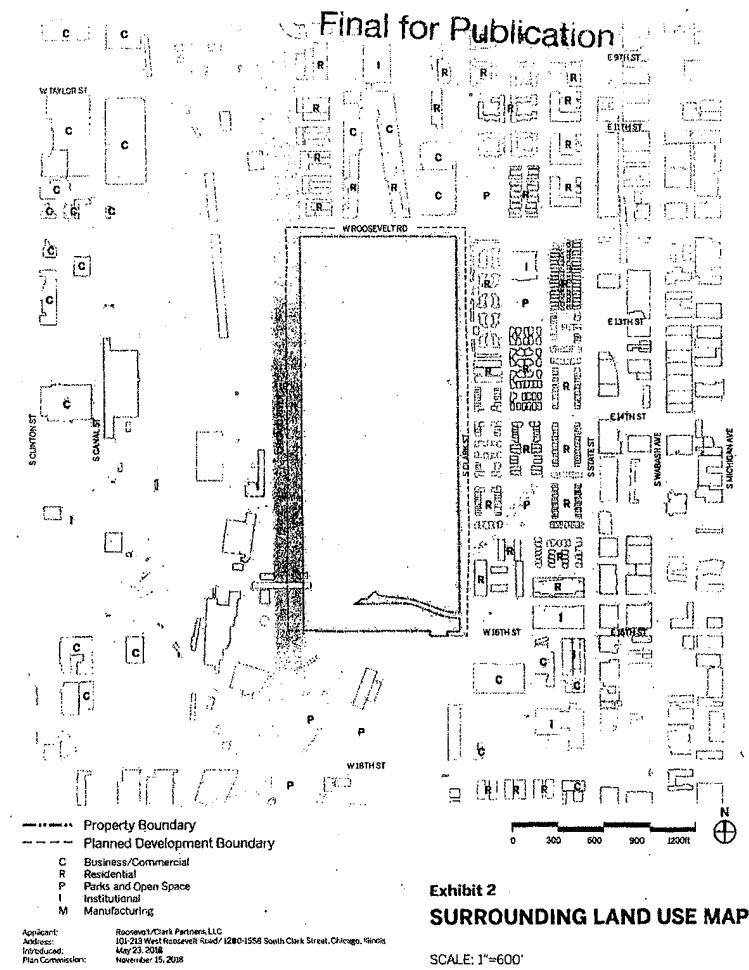 Final for Publication
E 9TH ST
W TAYLOR ST
E 11TH ST
W ROOSEVELT RD
E 13TH ST
E 14TH ST
S CLINTON ST
S CANAL ST
S CLARK ST
S STATE ST
S WABASH AVE
S MICHIGAN AVE
W 16TH ST
E 16TH ST
W 18TH ST
Property Boundary
Planned Development Boundary
C Business/Commercial
R Residential
P Parks and Open Space
I Institutional
M Manufacturing
N
0 300 600 900 1200ft
Exhibit 2
SURROUNDING LAND USE MAP
Applicant: Roosevelt/Clark Partners, LLC
Address: 101-213 West Roosevelt Road/ 1200-1558 South Clark Street, Chicago, Illinois
Introduced: May 23, 2018
Plan Commission: November 15, 2018
SCALE: 1"=600'